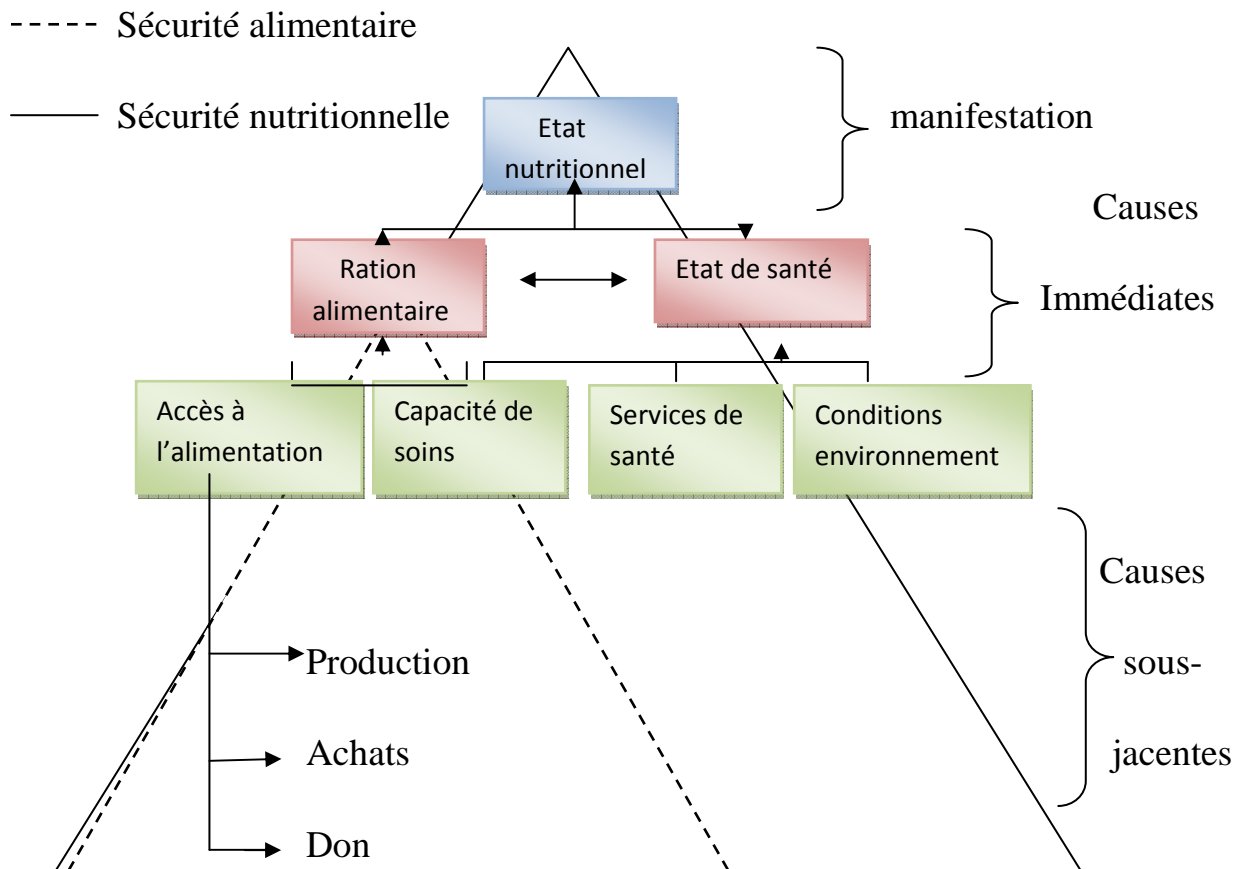 Sécurité alimentaire
Sécurité nutritionnelle
Etat
nutritionnel
manifestation
Causes
Immédiates
Ration
alimentaire
Etat de santé
Accès à
l’alimentation
Capacité de
soins
Services de
santé
Conditions
environnement
Causes
sous-
jacentes
Production
Achats
Don